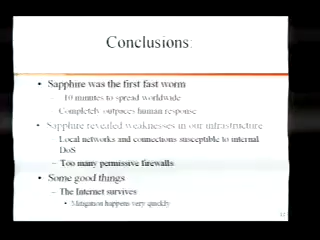 Conclusions:
• Sapphire was the first fast worm
– 10 minutes to spread worldwide
– Completely outpaces human response
• Sapphire revealed weaknesses in our infrastructure
– Local networks and connections susceptible to internal
DoS
– Too many permissive firewalls
• Some good things
– The Internet survives
• Mitigation happens very quickly